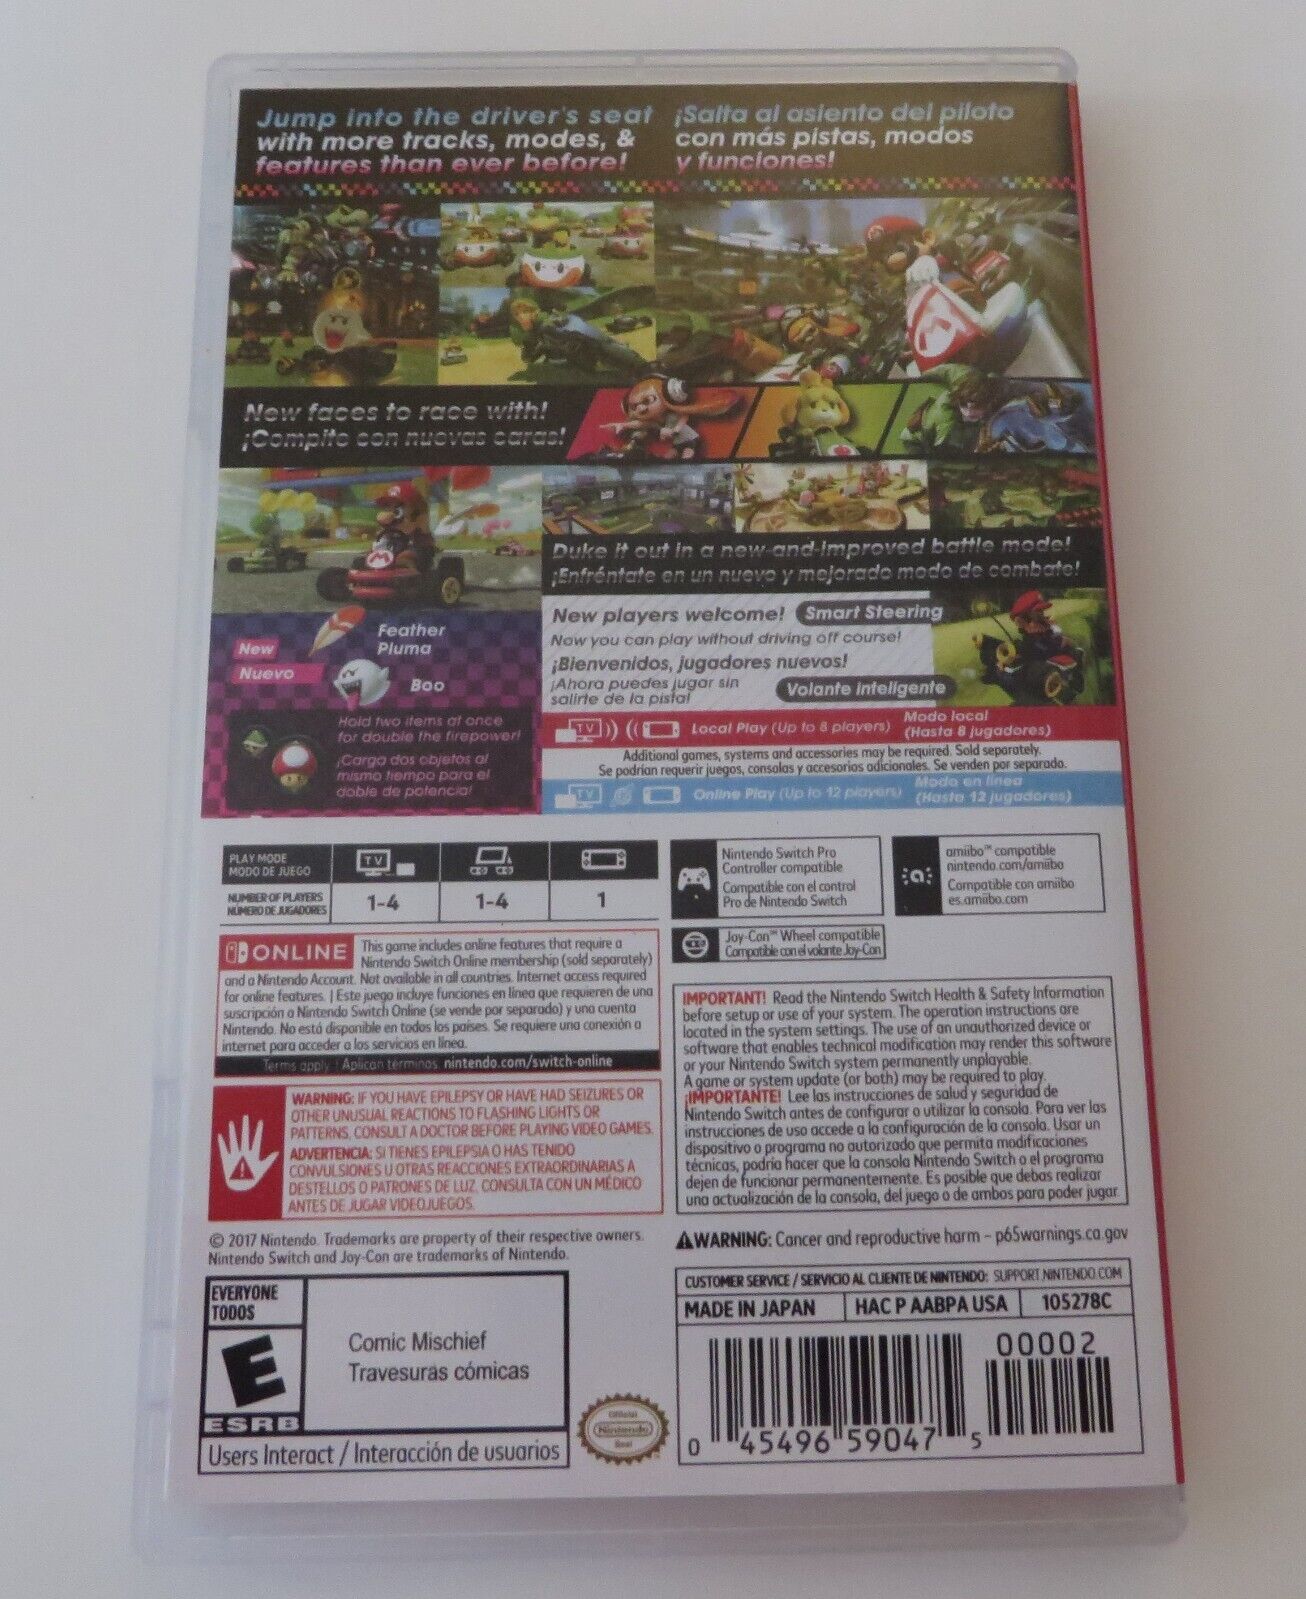 Jump into the driver's seat
with more tracks, modes, &
features than ever before!
¡Salta al asiento del piloto
con más pistas, modos
y funciones!
New faces to race with!
¡Compite con nuevas caras!
Duke it out in a new-and-improved battle mode!
¡Enfréntate en un nuevo y mejorado modo de combate!
New
Nuevo
Feather
Pluma
Boo
Hold two items at once
for double the firepower!
¡Carga dos objetos al
mismo tiempo para el
doble de potencia!
New players welcome! Smart Steering
Now you can play without driving off course!
¡Bienvenidos, jugadores nuevos!
¡Ahora puedes jugar sin
salirte de la pista!
Volante inteligente
TV Local Play (Up to 8 players)
Modo local
(Hasta 8 jugadores)
Additional games, systems and accessories may be required. Sold separately.
Se podrían requerir juegos, consolas y accesorios adicionales. Se venden por separado.
TV Online Play (Up to 12 players)
Modo en línea
(Hasta 12 jugadores)
PLAY MODE
MODO DE JUEGO
TV
NUMBER OF PLAYERS
NÚMERO DE JUGADORES
1-4 1-4 1
Nintendo Switch Pro
Controller compatible
Compatible con el control
Pro de Nintendo Switch
amiibo™ compatible
nintendo.com/amiibo
Compatible con amiibo
es.amiibo.com
Joy-Con™ Wheel compatible
Compatible con el volante Joy-Con
ONLINE This game includes online features that require a
Nintendo Switch Online membership (sold separately)
and a Nintendo Account. Not available in all countries. Internet access required
for online features. | Este juego incluye funciones en línea que requieren de una
suscripción a Nintendo Switch Online (se vende por separado) y una cuenta
Nintendo. No está disponible en todos los países. Se requiere una conexión a
internet para acceder a los servicios en línea.
Terms apply | Aplican términos nintendo.com/switch-online
WARNING: IF YOU HAVE EPILEPSY OR HAVE HAD SEIZURES OR
OTHER UNUSUAL REACTIONS TO FLASHING LIGHTS OR
PATTERNS, CONSULT A DOCTOR BEFORE PLAYING VIDEO GAMES.
ADVERTENCIA: SI TIENES EPILEPSIA O HAS TENIDO
CONVULSIONES U OTRAS REACCIONES EXTRAORDINARIAS A
DESTELLOS O PATRONES DE LUZ, CONSULTA CON UN MÉDICO
ANTES DE JUGAR VIDEOJUEGOS.
IMPORTANT! Read the Nintendo Switch Health & Safety Information
before setup or use of your system. The operation instructions are
located in the system settings. The use of an unauthorized device or
software that enables technical modification may render this software
or your Nintendo Switch system permanently unplayable.
A game or system update (or both) may be required to play.
¡IMPORTANTE! Lee las instrucciones de salud y seguridad de
Nintendo Switch antes de configurar o utilizar la consola. Para ver las
instrucciones de uso accede a la configuración de la consola. Usar un
dispositivo o programa no autorizado que permita modificaciones
técnicas, podría hacer que la consola Nintendo Switch o el programa
dejen de funcionar permanentemente. Es posible que debas realizar
una actualización de la consola, del juego o de ambos para poder jugar.
© 2017 Nintendo. Trademarks are property of their respective owners.
Nintendo Switch and Joy-Con are trademarks of Nintendo.
WARNING: Cancer and reproductive harm - p65warnings.ca.gov
EVERYONE
TODOS
E
ESRB
Comic Mischief
Travesuras cómicas
Users Interact / Interacción de usuarios
Official
Nintendo
Seal
CUSTOMER SERVICE / SERVICIO AL CLIENTE DE NINTENDO: SUPPORT.NINTENDO.COM
MADE IN JAPAN HAC P AABPA USA 105278C
00002
0 45496 59047 5